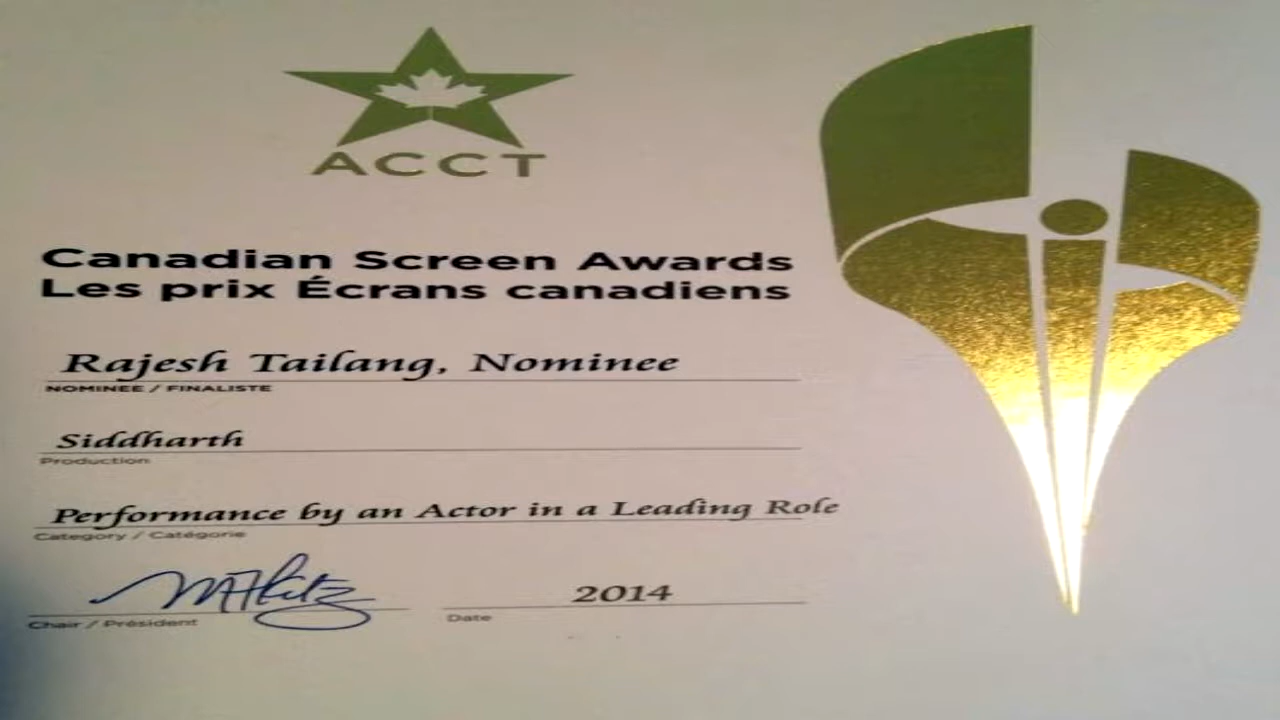 ACCT
Canadian Screen Awards
Les prix Écrans canadiens
Rajesh Tailang, Nominee
NOMINEE / FINALISTE
Siddharth
Production
Performance by an Actor in a Leading Role
Category / Catégorie
2014
Chair / Président
Date